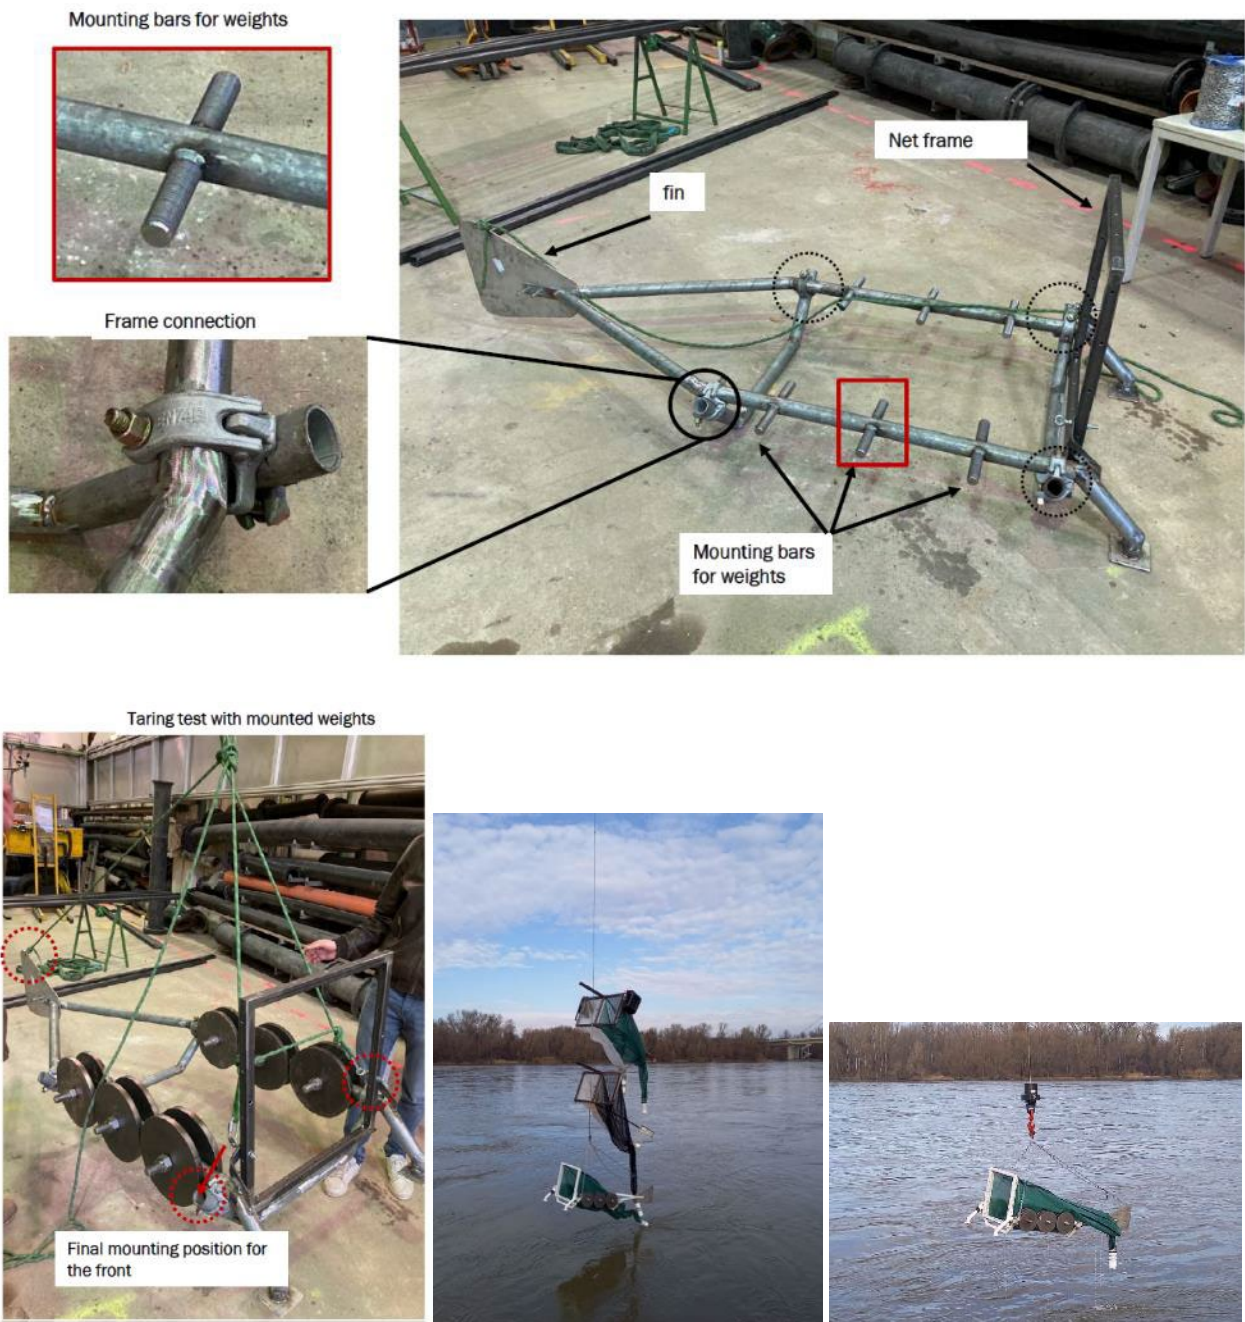 Mounting bars for weights
Net frame
fin
Frame connection
Mounting bars
for weights
Taring test with mounted weights
Final mounting position for
the front